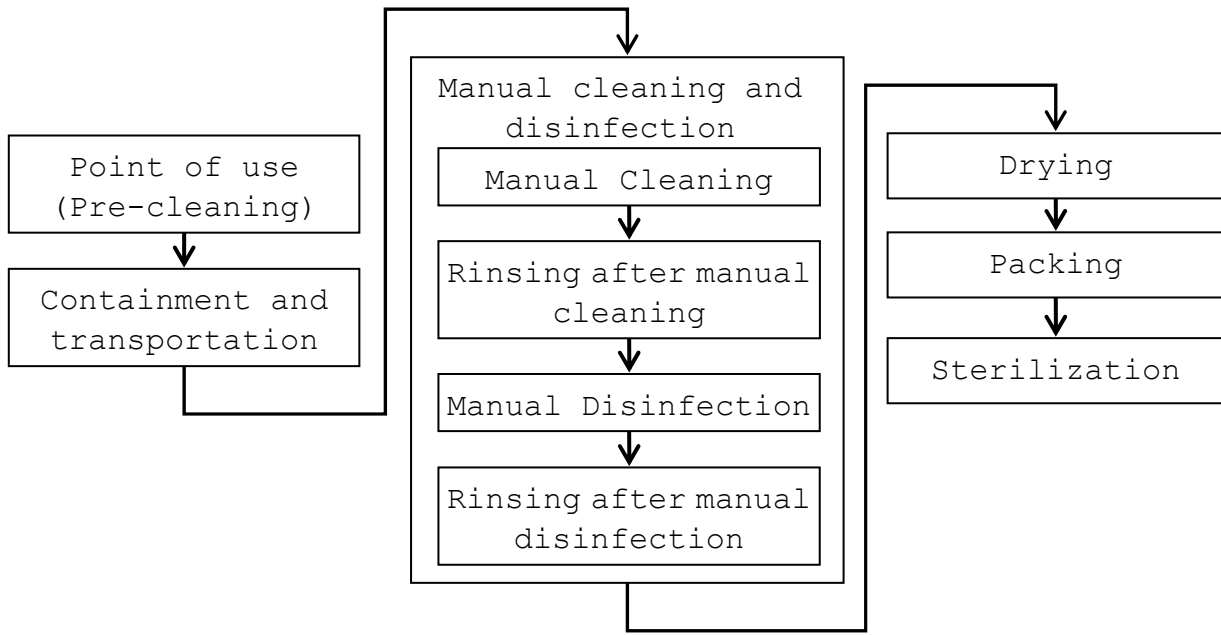 Point of use
(Pre-cleaning)
Containment and
transportation
Manual cleaning and
disinfection
Manual Cleaning
Rinsing after manual
cleaning
Manual Disinfection
Rinsing after manual
disinfection
Drying
Packing
Sterilization